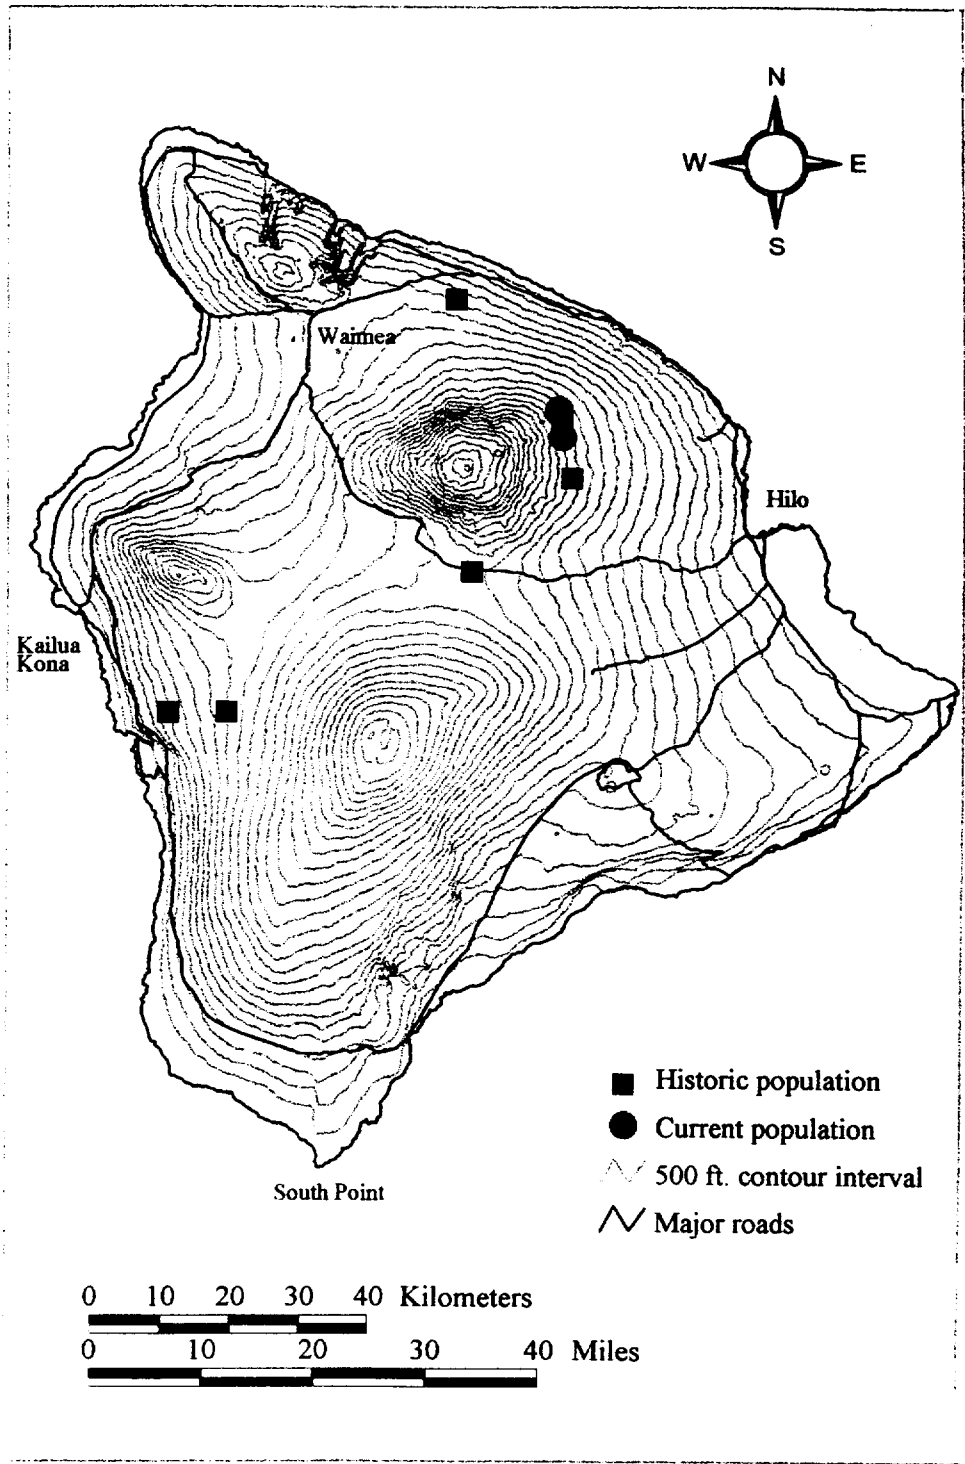 N
W E
S
Waimea
Hilo
Kailua
Kona
Historic population
Current population
500 ft. contour interval
Major roads
South Point
0 10 20 30 40 Kilometers
0 10 20 30 40 Miles